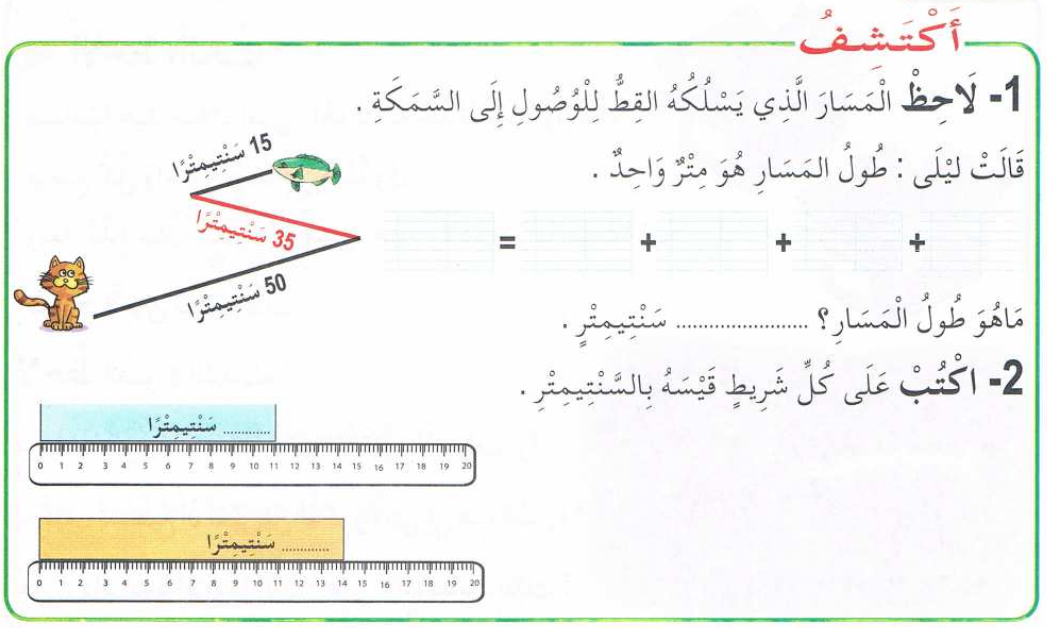 أَكْتَشِفُ
1- لَاحِظْ الْمَسَارَ الَّذِي يَسْلُكُهُ القِطُّ لِلْوُصُولِ إِلَى السَّمَكَةِ .
قَالَتْ لَيْلَى : طُولُ المَسَارِ هُوَ مِتْرٌ وَاحِدٌ .
15 سَنْتِيمِتْرًا
35 سَنْتِيمِتْرًا
50 سَنْتِيمِتْرًا
+ + + =
مَاهُوَ طُولُ الْمَسَارِ؟ ........................ سَنْتِيمِتْرٍ .
2- اكْتُبْ عَلَى كُلِّ شَرِيطٍ قَيْسَهُ بِالسَّنْتِيمِتْرِ .
............ سَنْتِيمِتْرًا
0 1 2 3 4 5 6 7 8 9 10 11 12 13 14 15 16 17 18 19 20
............ سَنْتِيمِتْرًا
0 1 2 3 4 5 6 7 8 9 10 11 12 13 14 15 16 17 18 19 20